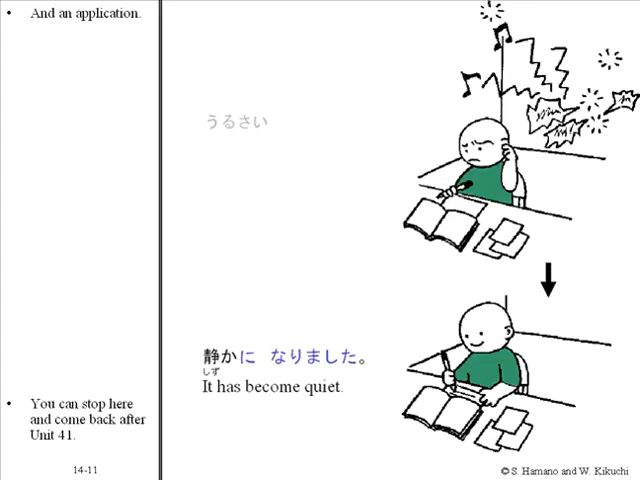 • And an application.
うるさい
静かに なりました。
しず
It has become quiet.
• You can stop here
and come back after
Unit 41.
14-11
© S. Hamano and W. Kikuchi